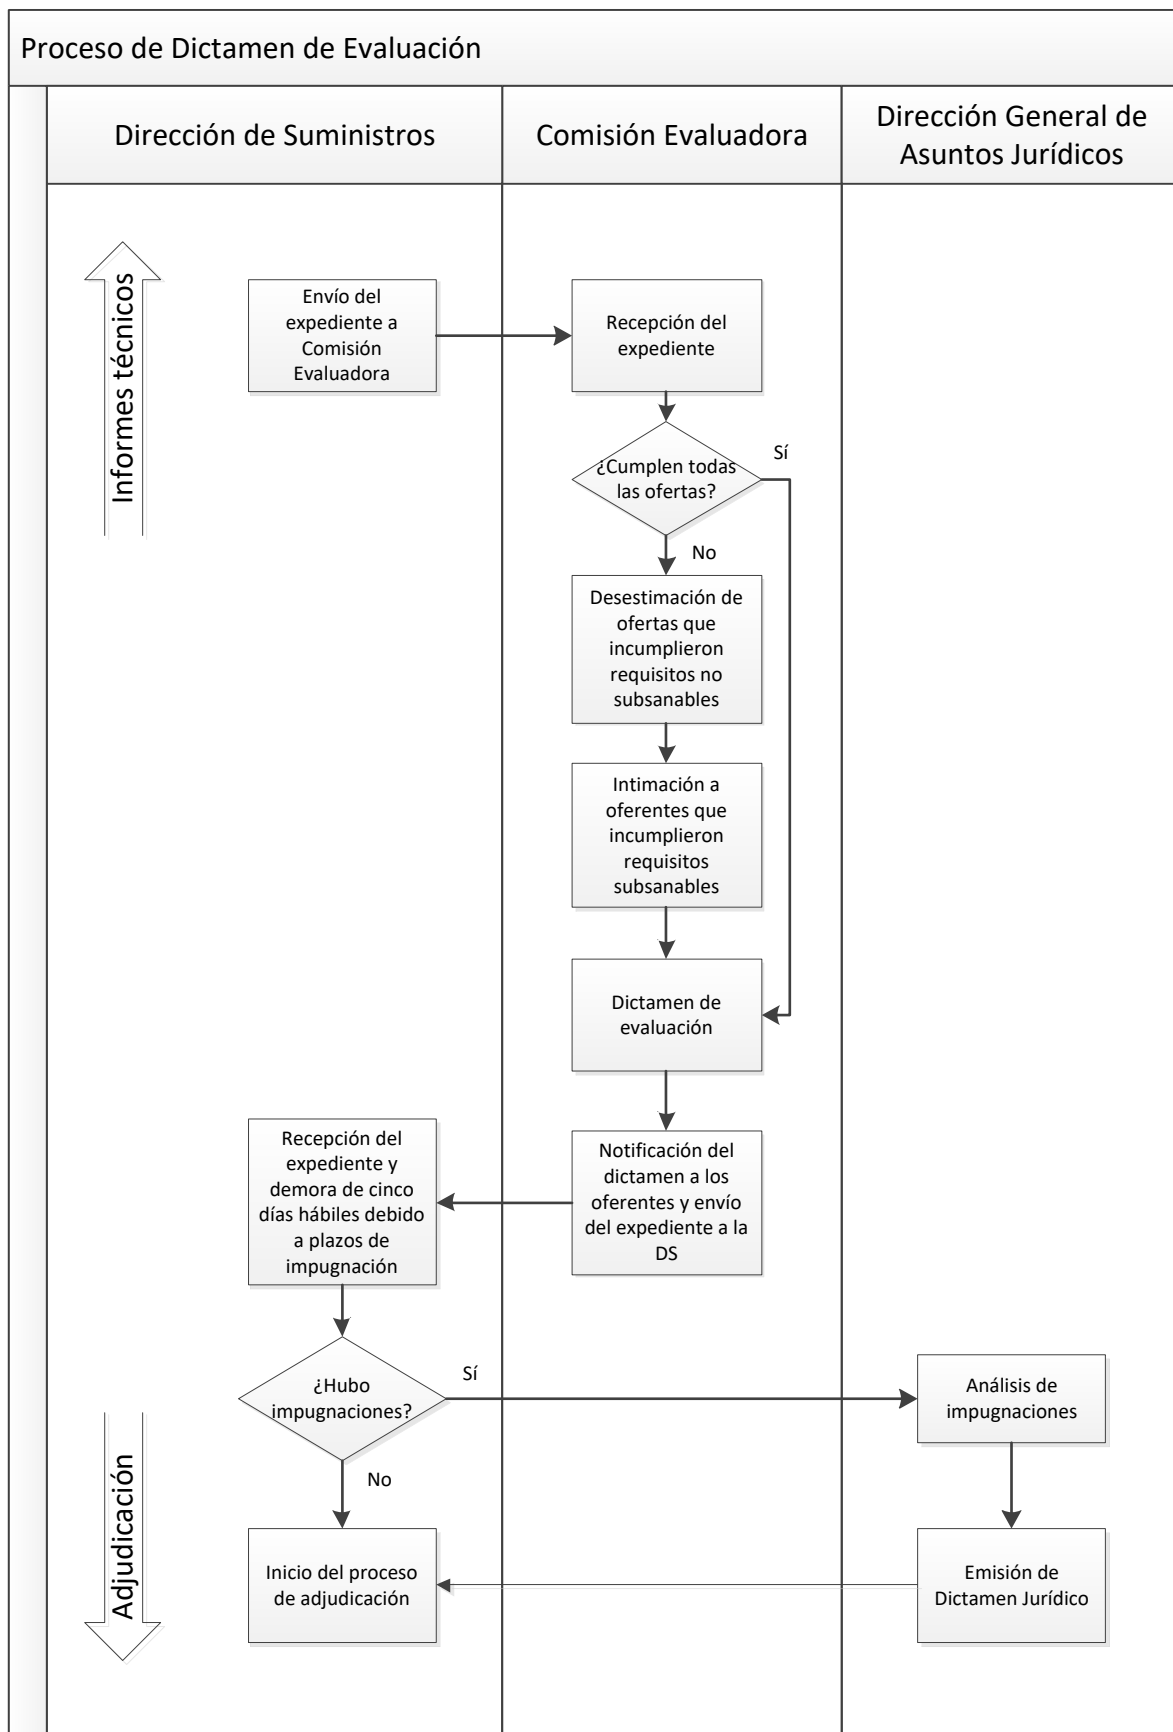 Proceso de Dictamen de Evaluación
Dirección de Suministros
Comisión Evaluadora
Dirección General de
Asuntos Jurídicos
Informes técnicos
Envío del
expediente a
Comisión
Evaluadora
Recepción del
expediente
¿Cumplen todas
las ofertas?
Sí
No
Desestimación de
ofertas que
incumplieron
requisitos no
subsanables
Intimación a
oferentes que
incumplieron
requisitos
subsanables
Dictamen de
evaluación
Notificación del
dictamen a los
oferentes y envío
del expediente a la
DS
Recepción del
expediente y
demora de cinco
días hábiles debido
a plazos de
impugnación
¿Hubo
impugnaciones?
Sí
No
Análisis de
impugnaciones
Emisión de
Dictamen Jurídico
Inicio del proceso
de adjudicación
Adjudicación